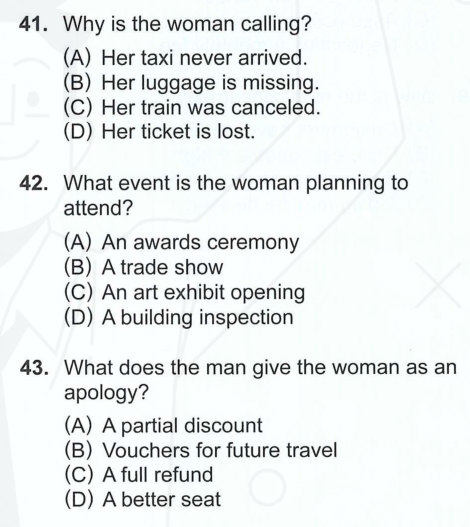 41. Why is the woman calling?
(A) Her taxi never arrived.
(B) Her luggage is missing.
(C) Her train was canceled.
(D) Her ticket is lost.
42. What event is the woman planning to
attend?
(A) An awards ceremony
(B) A trade show
(C) An art exhibit opening
(D) A building inspection
43. What does the man give the woman as an
apology?
(A) A partial discount
(B) Vouchers for future travel
(C) A full refund
(D) A better seat